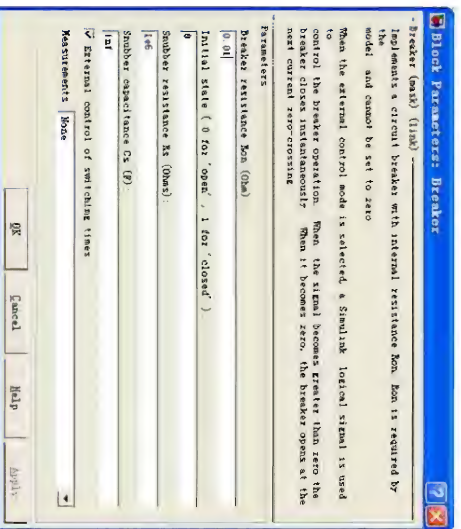 Block Parameters: Breaker
Breaker (mask) (link)
Implements a circuit breaker with internal resistance Ron. Ron is required by
the
model and cannot be set to zero
When the external control mode is selected, a Simulink logical signal is used
to
control the breaker operation. When the signal becomes greater than zero the
breaker closes instantaneously. When it becomes zero, the breaker opens at the
next current zero-crossing
Parameters
Breaker resistance Ron (Ohm)
0.01
Initial state ( 0 for 'open' , 1 for 'closed' )
0
Snubber resistance Rs (Ohms):
1e6
Snubber capacitance Cs (F):
inf
External control of switching times
Measurements None
OK Cancel Help Apply